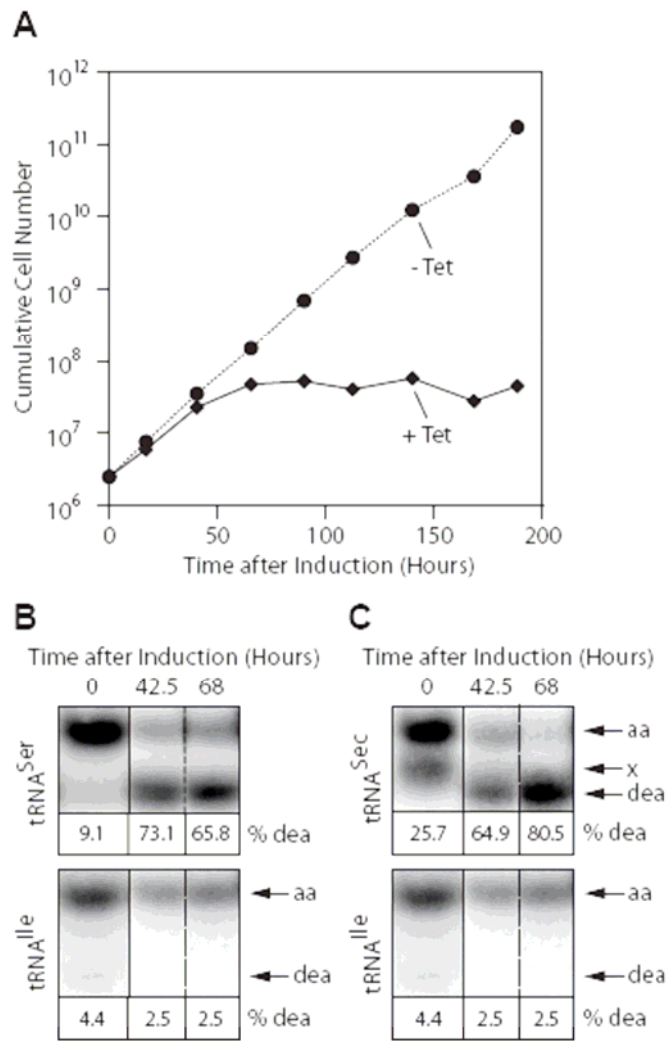 A
Cumulative Cell Number
10^12
10^11
10^10
10^9
10^8
10^7
10^6
- Tet
+ Tet
0 50 100 150 200
Time after Induction (Hours)
B
Time after Induction (Hours)
0 42.5 68
tRNA^Ser
9.1 73.1 65.8 % dea
tRNA^Ile
aa
dea
4.4 2.5 2.5 % dea
C
Time after Induction (Hours)
0 42.5 68
tRNA^Sec
aa
x
dea
25.7 64.9 80.5 % dea
tRNA^Ile
aa
dea
4.4 2.5 2.5 % dea